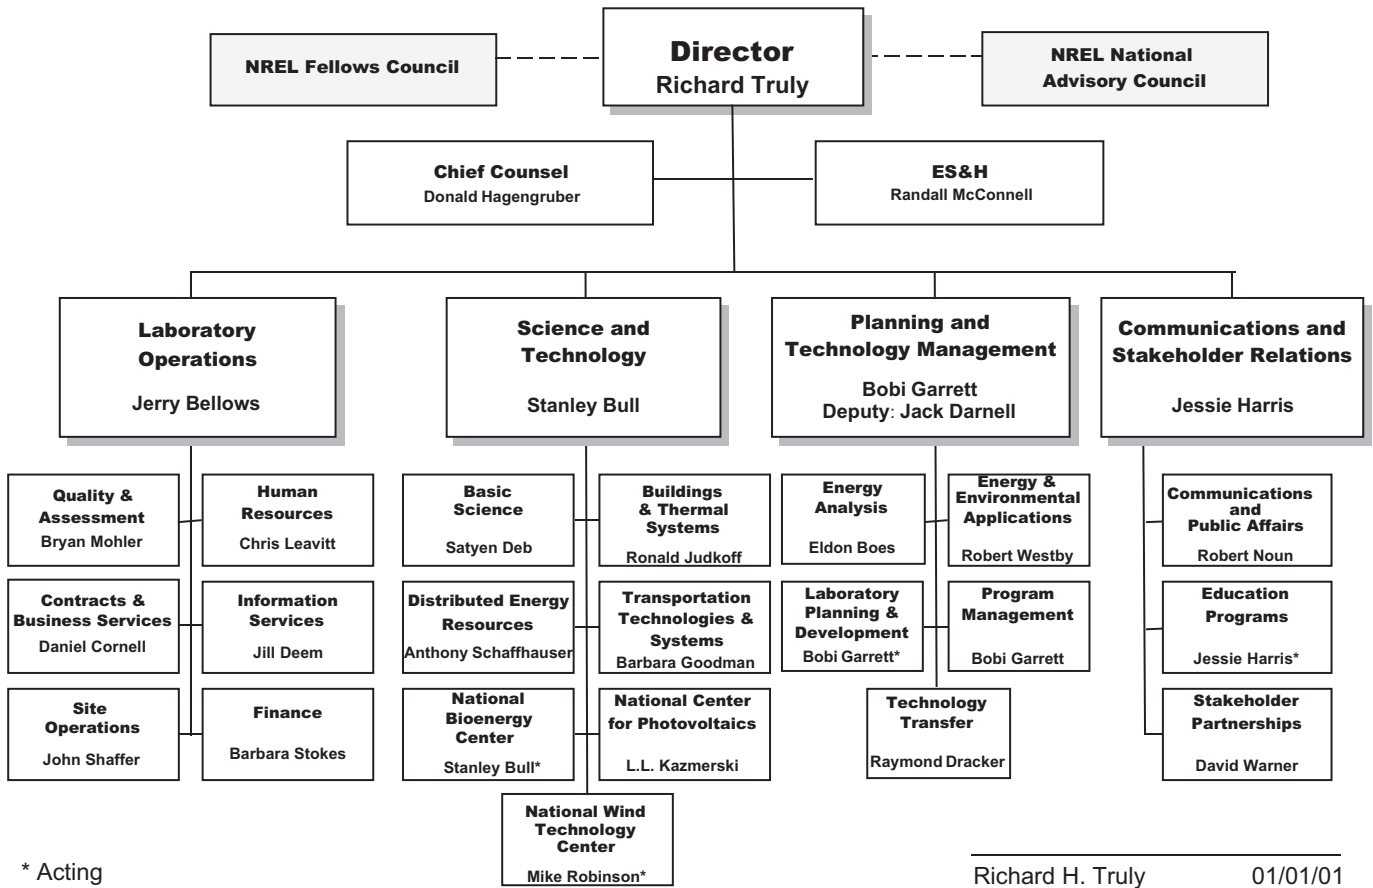 NREL Fellows Council
Director
Richard Truly
NREL National
Advisory Council
Chief Counsel
Donald Hagengruber
ES&H
Randall McConnell
Laboratory
Operations
Jerry Bellows
Science and
Technology
Stanley Bull
Planning and
Technology Management
Bobi Garrett
Deputy: Jack Darnell
Communications and
Stakeholder Relations
Jessie Harris
Quality &
Assessment
Bryan Mohler
Human
Resources
Chris Leavitt
Basic
Science
Satyen Deb
Buildings
& Thermal
Systems
Ronald Judkoff
Energy
Analysis
Eldon Boes
Energy &
Environmental
Applications
Robert Westby
Communications
and
Public Affairs
Robert Noun
Contracts &
Business Services
Daniel Cornell
Information
Services
Jill Deem
Distributed Energy
Resources
Anthony Schaffhauser
Transportation
Technologies &
Systems
Barbara Goodman
Laboratory
Planning &
Development
Bobi Garrett*
Program
Management
Bobi Garrett
Education
Programs
Jessie Harris*
Site
Operations
John Shaffer
Finance
Barbara Stokes
National
Bioenergy
Center
Stanley Bull*
National Center
for Photovoltaics
L.L. Kazmerski
Technology
Transfer
Raymond Dracker
Stakeholder
Partnerships
David Warner
National Wind
Technology
Center
Mike Robinson*
* Acting
Richard H. Truly 01/01/01